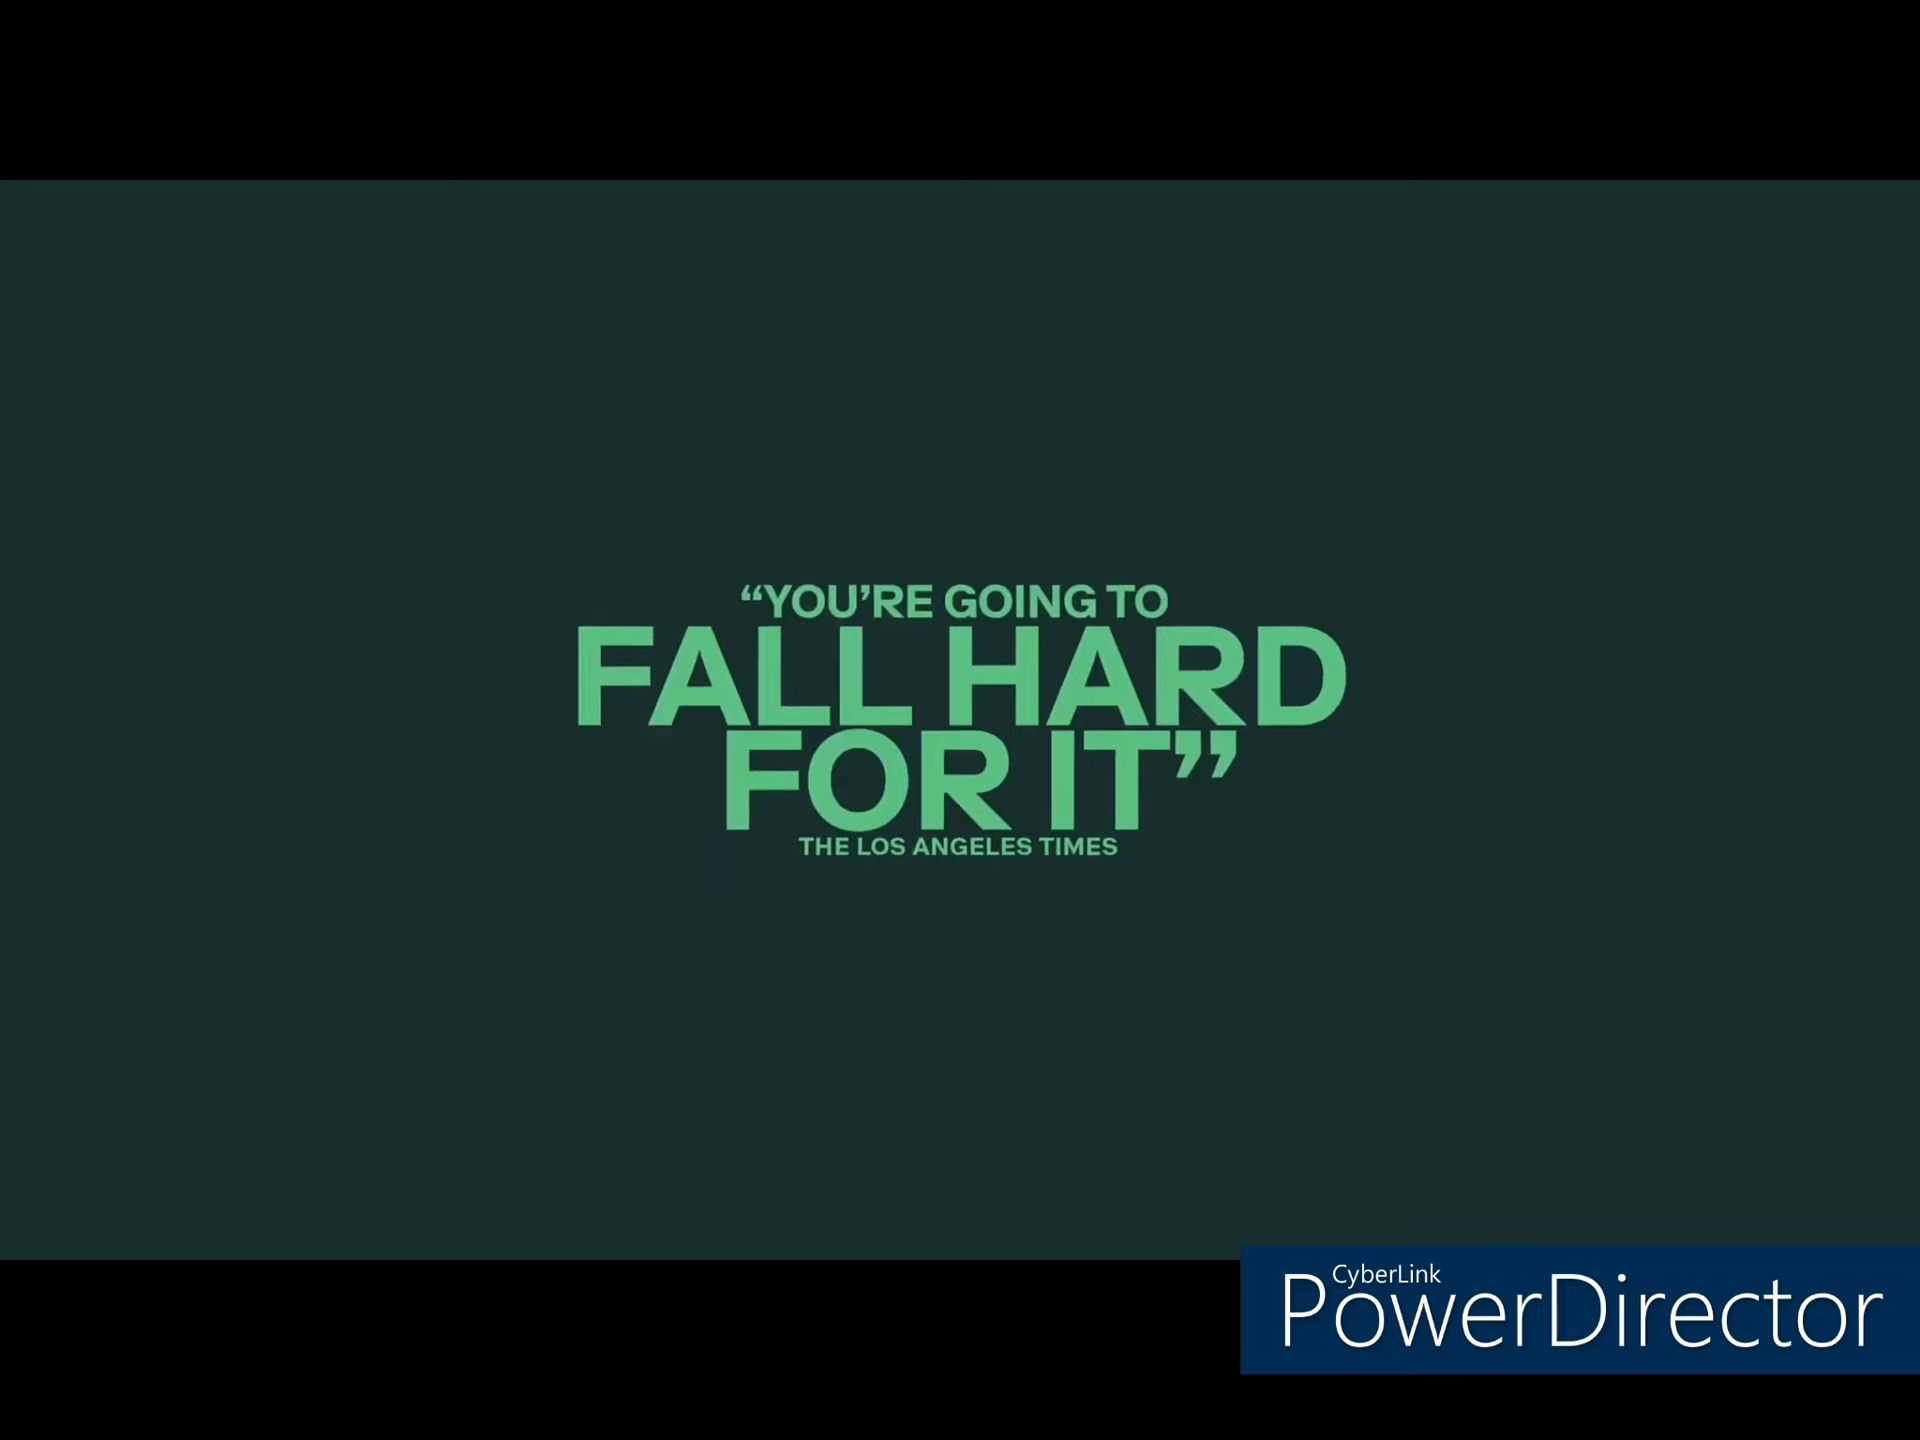 “YOU’RE GOING TO
FALL HARD
FOR IT”
THE LOS ANGELES TIMES
CyberLink
PowerDirector